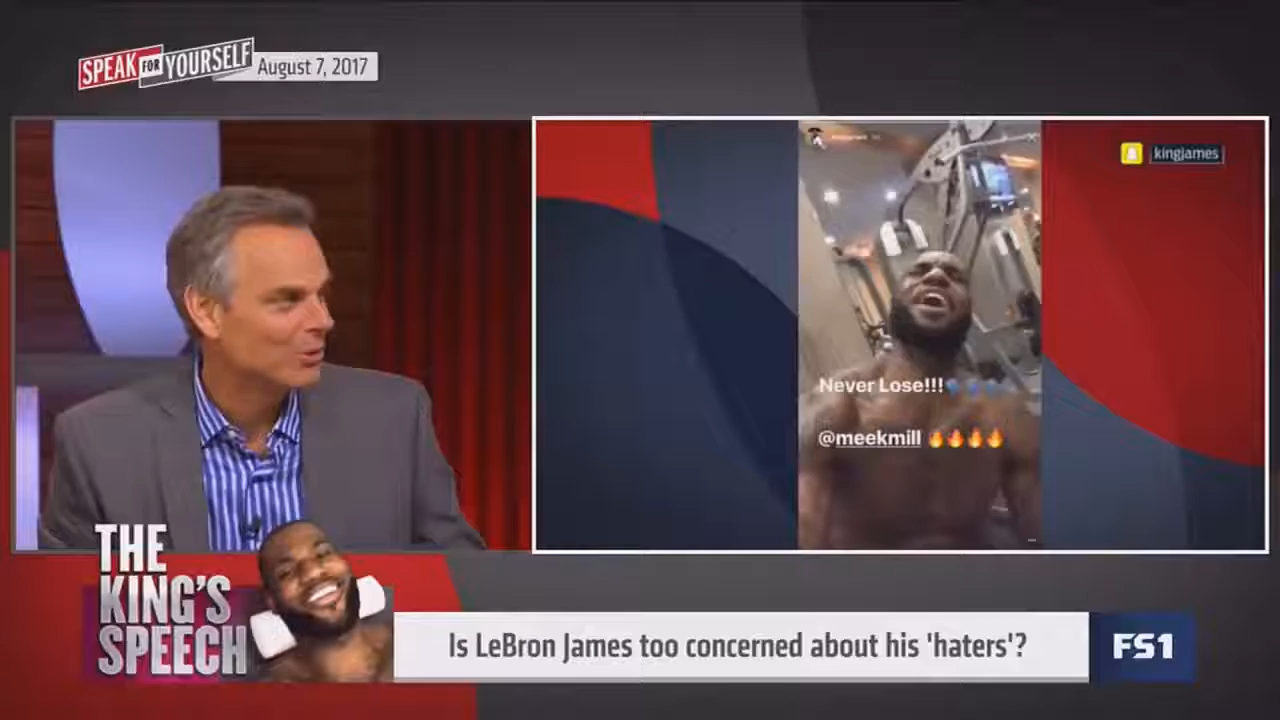 SPEAK FOR YOURSELF
August 7, 2017
kingjames
Never Lose!!!
@meekmill 🔥🔥🔥🔥
THE
KING'S
SPEECH
Is LeBron James too concerned about his 'haters'?
FS1